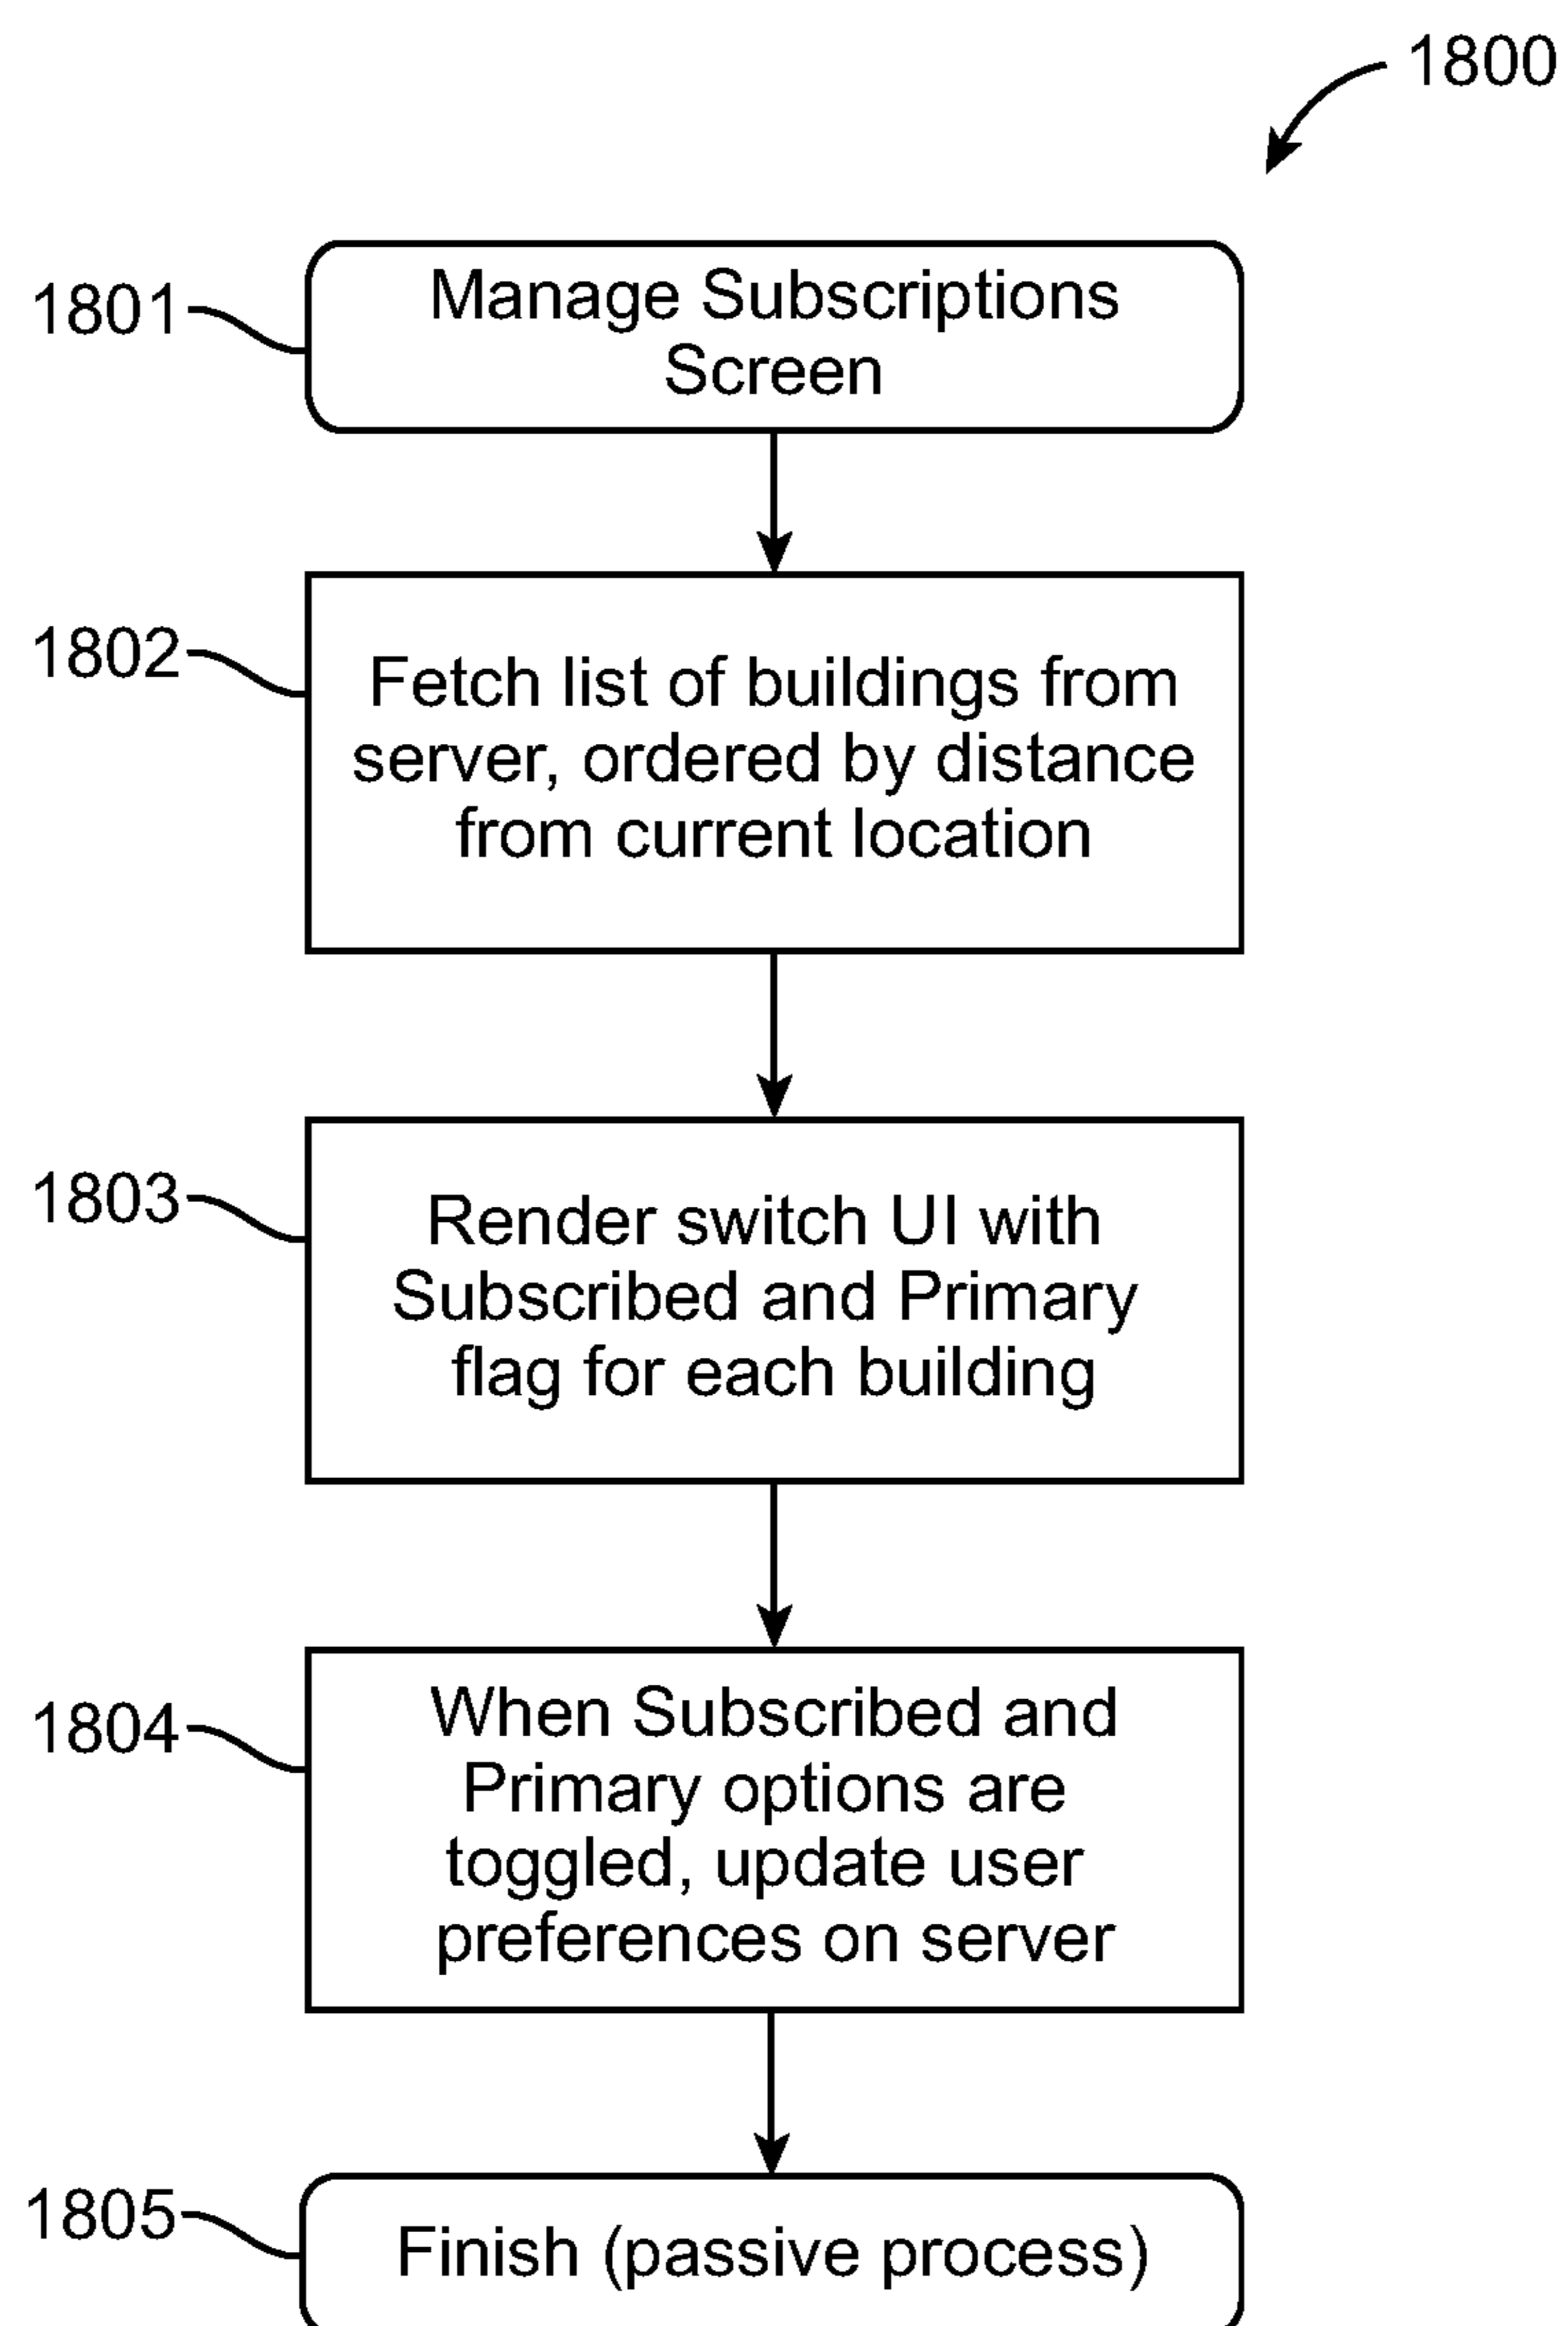 1800
1801
Manage Subscriptions
Screen
1802
Fetch list of buildings from
server, ordered by distance
from current location
1803
Render switch UI with
Subscribed and Primary
flag for each building
1804
When Subscribed and
Primary options are
toggled, update user
preferences on server
1805
Finish (passive process)